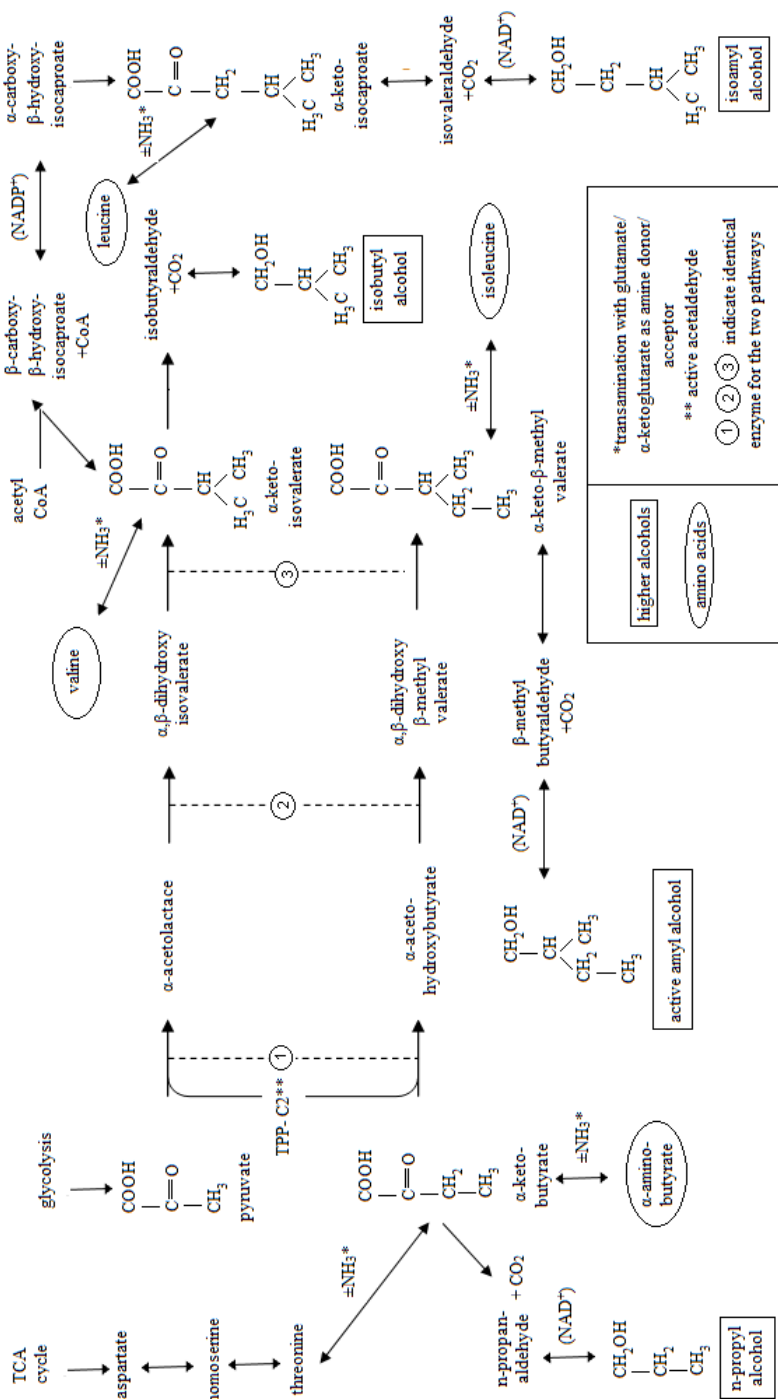 TCA
cycle
aspartate
homoserine
threonine
±NH₃*
n-propan-
aldehyde
+ CO₂
(NAD⁺)
CH₂OH
CH₂
CH₃
n-propyl
alcohol
glycolysis
COOH
C=O
CH₃
pyruvate
TPP- C2**
COOH
C=O
CH₂
CH₃
α-keto-
butyrate
±NH₃*
α-amino-
butyrate
1
α-acetolactace
α-aceto-
hydroxybutyrate
2
α,β-dihydroxy
isovalerate
α,β-dihydroxy
β-methyl
valerate
3
valine
±NH₃*
acetyl
CoA
COOH
C=O
CH
H₃C CH₃
α-keto-
isovalerate
COOH
C=O
CH
CH₂ CH₃
CH₃
α-keto-β-methyl
valerate
±NH₃*
isoleucine
β-methyl
butyraldehyde
+CO₂
(NAD⁺)
CH₂OH
CH
CH₂ CH₃
CH₃
active amyl alcohol
isobutyraldehyde
+CO₂
CH₂OH
CH
H₃C CH₃
isobutyl
alcohol
β-carboxy-
β-hydroxy-
isocaproate
+CoA
(NADP⁺)
α-carboxy-
β-hydroxy-
isocaproate
leucine
±NH₃*
COOH
C=O
CH₂
CH
H₃C CH₃
α-keto-
isocaproate
isovaleraldehyde
+CO₂
(NAD⁺)
CH₂OH
CH₂
CH
H₃C CH₃
isoamyl
alcohol
higher alcohols
amino acids
*transamination with glutamate/
α-ketoglutarate as amine donor/
acceptor
** active acetaldehyde
1 2 3 indicate identical
enzyme for the two pathways